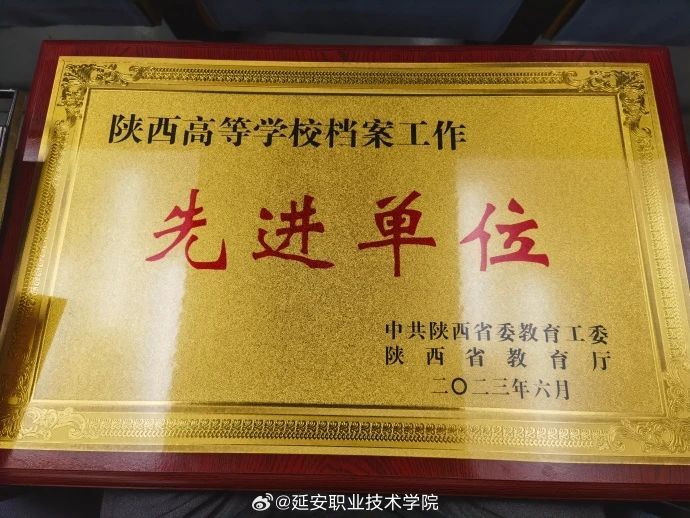 陕西高等学校档案工作
先进单位
中共陕西省委教育工委
陕西省教育厅
二〇二三年六月
@延安职业技术学院